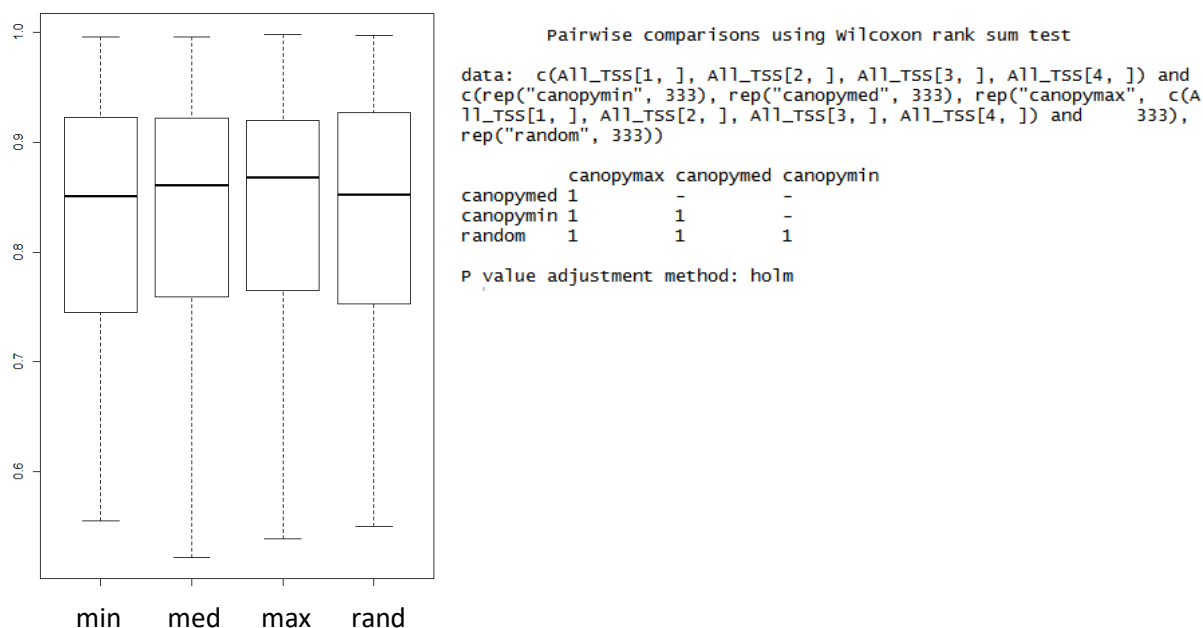 1.0
0.9
0.8
0.7
0.6
min med max rand
Pairwise comparisons using Wilcoxon rank sum test
data: c(All_TSS[1, ], All_TSS[2, ], All_TSS[3, ], All_TSS[4, ]) and
c(rep("canopymin", 333), rep("canopymed", 333), rep("canopymax", c(A
ll_TSS[1, ], All_TSS[2, ], All_TSS[3, ], All_TSS[4, ]) and 333),
rep("random", 333))
canopymax canopymed canopymin
canopymed 1 - -
canopymin 1 1 -
random 1 1 1
P value adjustment method: holm